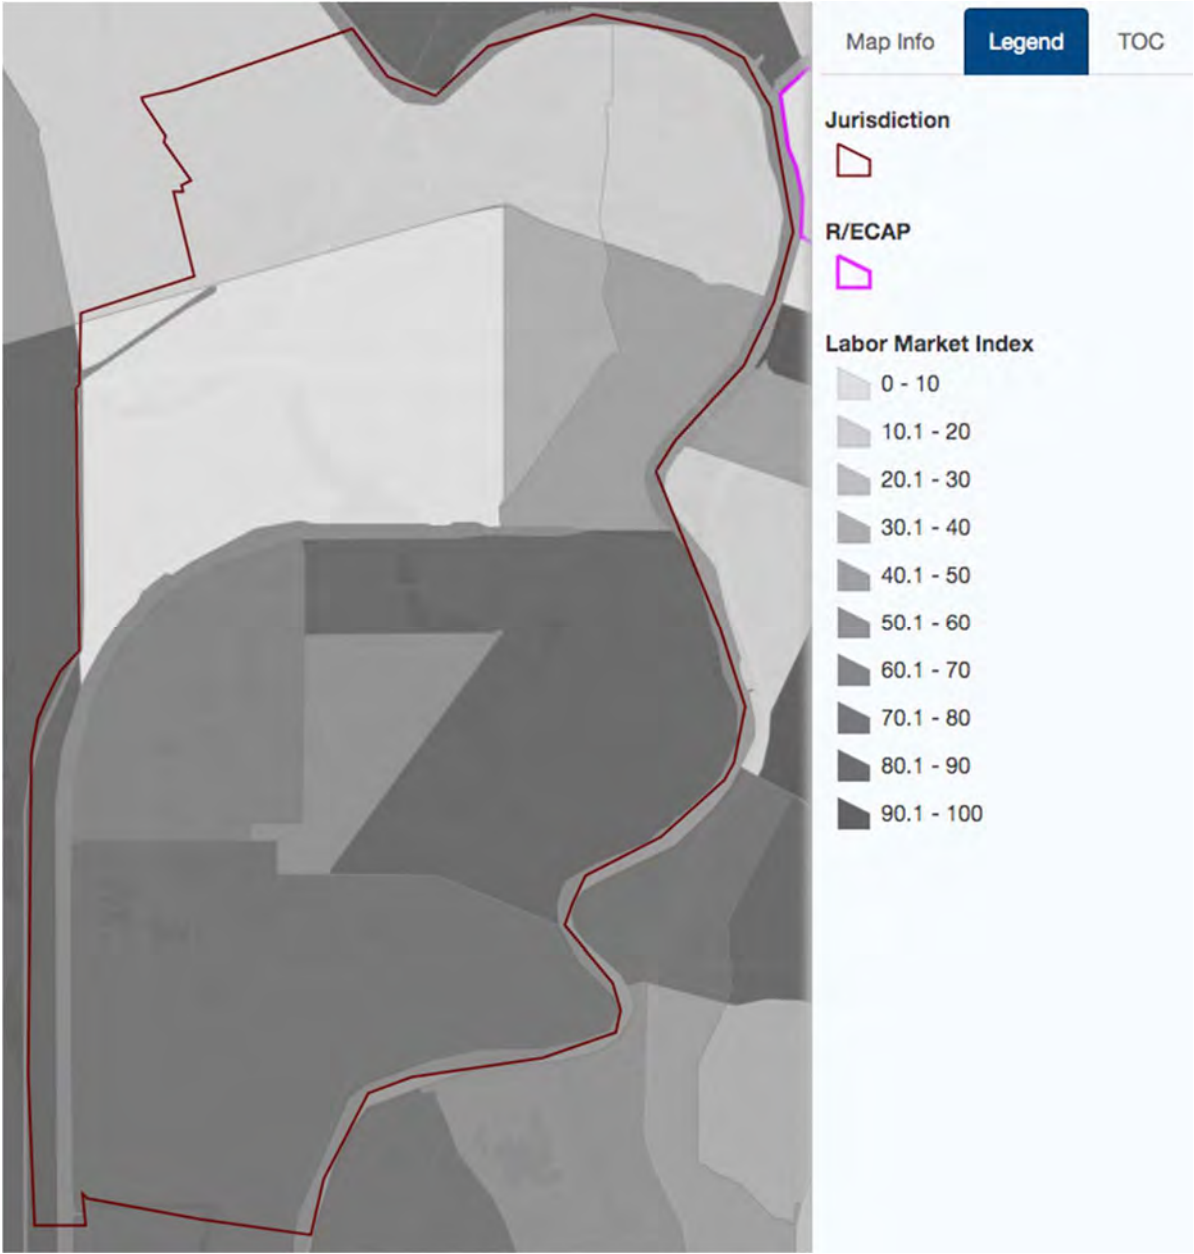 Map Info Legend TOC
Jurisdiction
R/ECAP
Labor Market Index
0 - 10
10.1 - 20
20.1 - 30
30.1 - 40
40.1 - 50
50.1 - 60
60.1 - 70
70.1 - 80
80.1 - 90
90.1 - 100